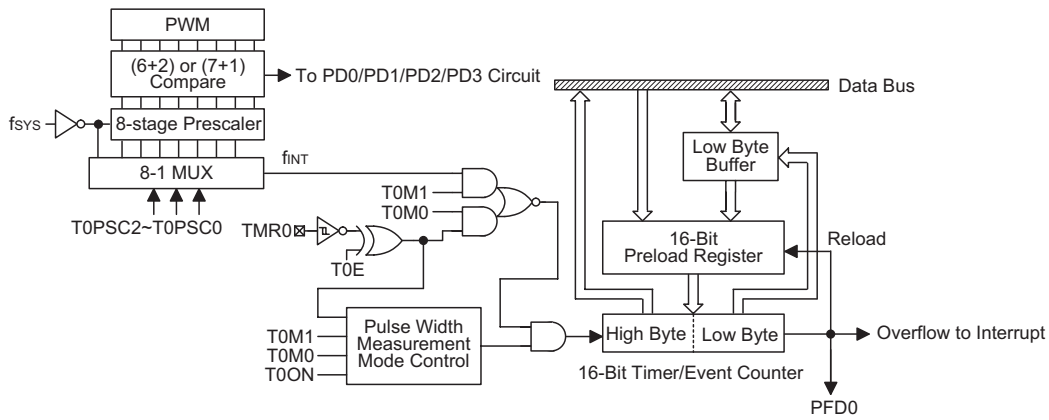 PWM
(6+2) or (7+1)
Compare
To PD0/PD1/PD2/PD3 Circuit
fSYS
8-stage Prescaler
8-1 MUX
fINT
T0PSC2~T0PSC0
T0M1
T0M0
TMR0
T0E
T0M1
T0M0
T0ON
Pulse Width
Measurement
Mode Control
Data Bus
Low Byte
Buffer
16-Bit
Preload Register
Reload
High Byte
Low Byte
Overflow to Interrupt
16-Bit Timer/Event Counter
PFD0